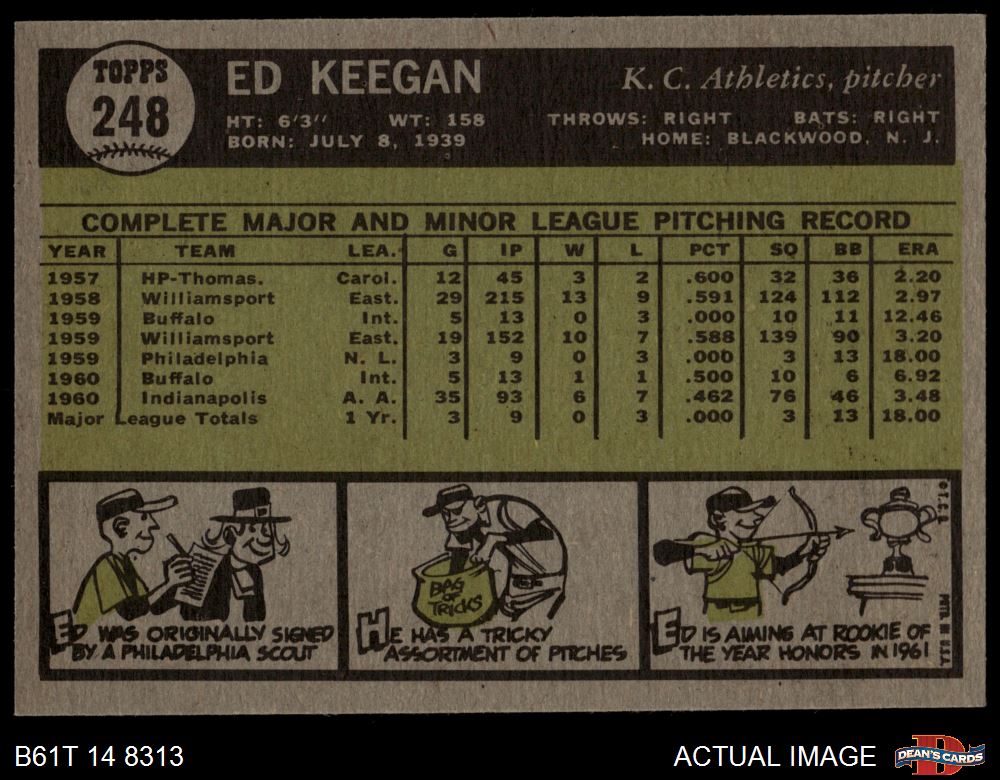 TOPPS
248
ED KEEGAN
K. C. Athletics, pitcher
HT: 6'3" WT: 158 THROWS: RIGHT BATS: RIGHT
BORN: JULY 8, 1939 HOME: BLACKWOOD, N. J.
COMPLETE MAJOR AND MINOR LEAGUE PITCHING RECORD
YEAR TEAM LEA. G IP W L PCT SO BB ERA
1957 HP-Thomas. Carol. 12 45 3 2 .600 32 36 2.20
1958 Williamsport East. 29 215 13 9 .591 124 112 2.97
1959 Buffalo Int. 5 13 0 3 .000 10 11 12.46
1959 Williamsport East. 19 152 10 7 .588 139 90 3.20
1959 Philadelphia N. L. 3 9 0 3 .000 3 13 18.00
1960 Buffalo Int. 5 13 1 1 .500 10 6 6.92
1960 Indianapolis A. A. 35 93 6 7 .462 76 46 3.48
Major League Totals 1 Yr. 3 9 0 3 .000 3 13 18.00
ED WAS ORIGINALLY SIGNED
BY A PHILADELPHIA SCOUT
BAG
OF
TRICKS
HE HAS A TRICKY
ASSORTMENT OF PITCHES
ED IS AIMING AT ROOKIE OF
THE YEAR HONORS IN 1961
© T.C.G.
PRTD. IN U.S.A.
B61T 14 8313
ACTUAL IMAGE
DEAN'S CARDS